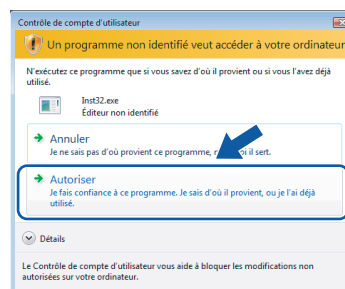 Contrôle de compte d'utilisateur
Un programme non identifié veut accéder à votre ordinateur
N'exécutez ce programme que si vous savez d'où il provient ou si vous l'avez déjà
utilisé.
Inst32.exe
Éditeur non identifié
Annuler
Je ne sais pas d'où provient ce programme, oi il sert.
Autoriser
Je fais confiance à ce programme. Je sais d'où il provient, ou je l'ai déjà
utilisé.
Détails
Le Contrôle de compte d'utilisateur vous aide à bloquer les modifications non
autorisées sur votre ordinateur.